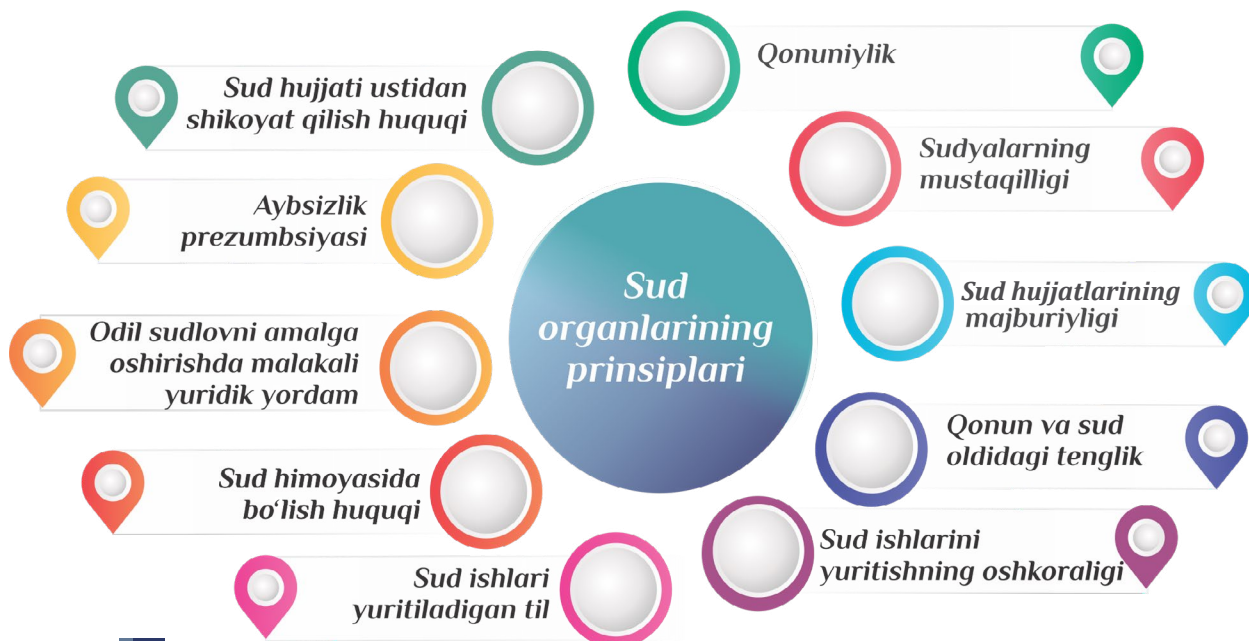 Sud
organlarining
prinsiplari
Qonuniylik
Sudyalarning
mustaqilligi
Sud hujjatlarining
majburiyligi
Qonun va sud
oldidagi tenglik
Sud ishlarini
yuritishning oshkoraligi
Sud ishlari
yuritiladigan til
Sud himoyasida
bo‘lish huquqi
Odil sudlovni amalga
oshirishda malakali
yuridik yordam
Aybsizlik
prezumbsiyasi
Sud hujjati ustidan
shikoyat qilish huquqi